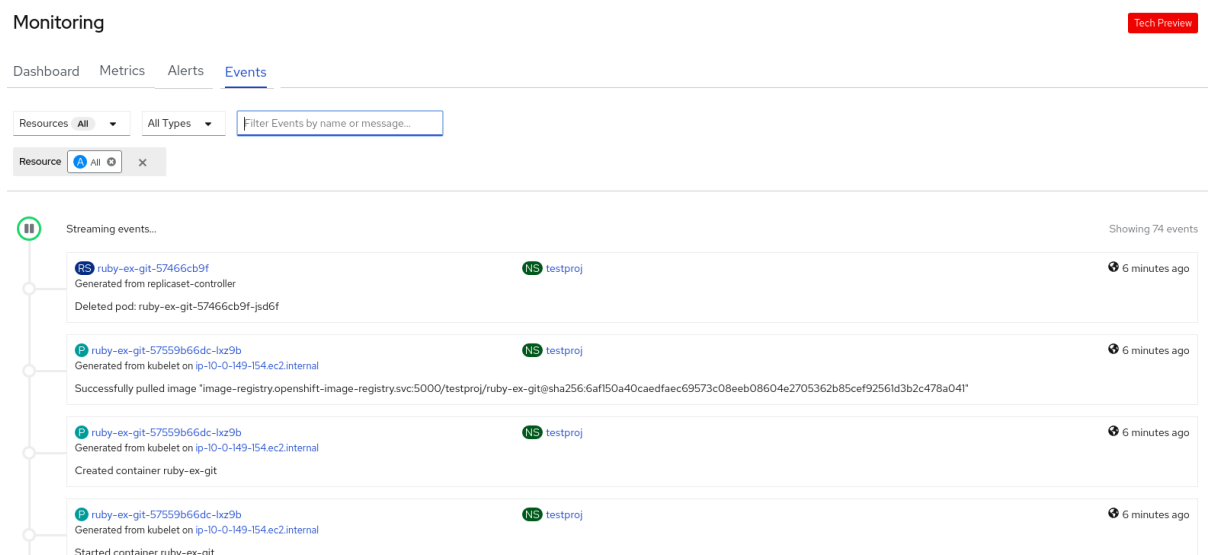 Monitoring
Tech Preview
Dashboard Metrics Alerts Events
Resources All All Types Filter Events by name or message...
Resource A All
Streaming events...
Showing 74 events
RS ruby-ex-git-57466cb9f NS testproj 6 minutes ago
Generated from replicaset-controller
Deleted pod: ruby-ex-git-57466cb9f-jsd6f
P ruby-ex-git-57559b66dc-lxz9b NS testproj 6 minutes ago
Generated from kubelet on ip-10-0-149-154.ec2.internal
Successfully pulled image "image-registry.openshift-image-registry.svc:5000/testproj/ruby-ex-git@sha256:6af150a40caedfaec69573c08eeb08604e2705362b85cef92561d3b2c478a041"
P ruby-ex-git-57559b66dc-lxz9b NS testproj 6 minutes ago
Generated from kubelet on ip-10-0-149-154.ec2.internal
Created container ruby-ex-git
P ruby-ex-git-57559b66dc-lxz9b NS testproj 6 minutes ago
Generated from kubelet on ip-10-0-149-154.ec2.internal
Started container ruby-ex-git